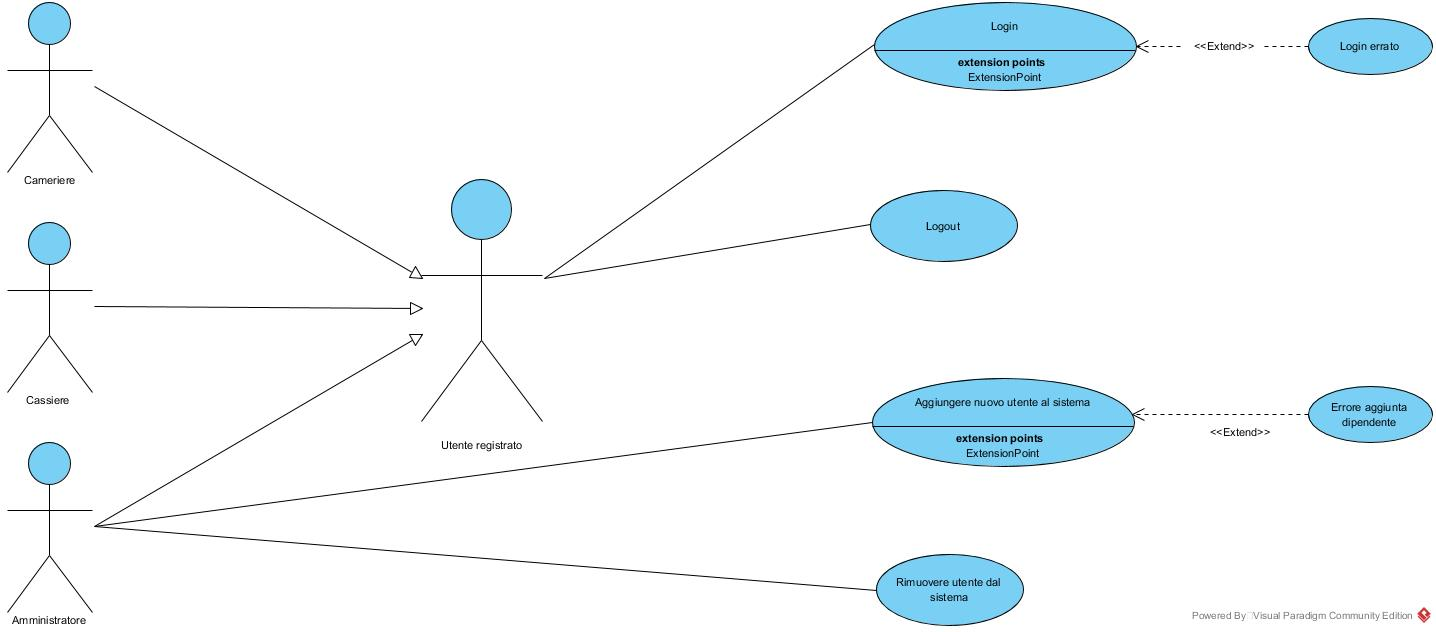 Cameriere
Cassiere
Amministratore
Utente registrato
Login
extension points
ExtensionPoint
<<Extend>>
Login errato
Logout
Aggiungere nuovo utente al sistema
extension points
ExtensionPoint
<<Extend>>
Errore aggiunta
dipendente
Rimuovere utente dal
sistema
Powered By Visual Paradigm Community Edition